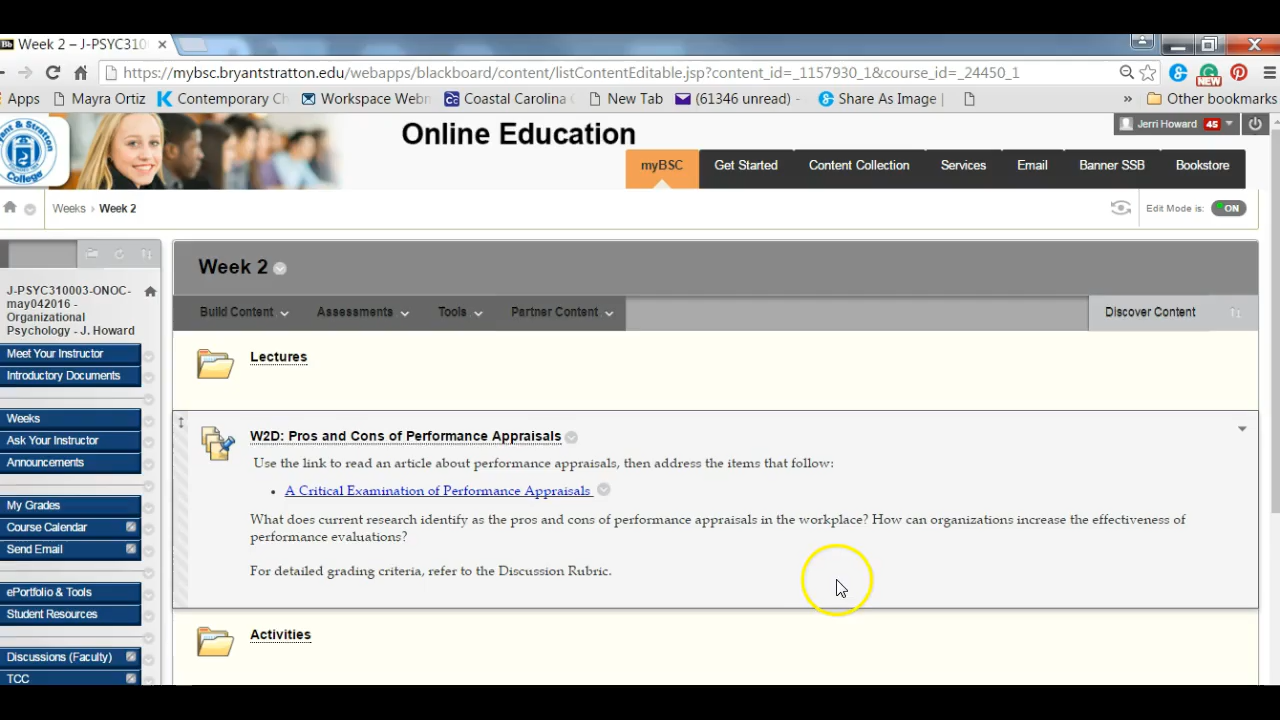 Week 2 – J-PSYC310
https://mybsc.bryantstratton.edu/webapps/blackboard/content/listContentEditable.jsp?content_id=_1157930_1&course_id=_24450_1
NEW
Apps Mayra Ortiz Contemporary Ch Workspace Webm Coastal Carolina New Tab (61346 unread) - Share As Image | » Other bookmarks
Online Education
Jerri Howard 45
College
myBSC Get Started Content Collection Services Email Banner SSB Bookstore
Weeks > Week 2
Edit Mode is: ON
Week 2
Build Content Assessments Tools Partner Content Discover Content
J-PSYC310003-ONOC-
may042016 -
Organizational
Psychology - J. Howard
Meet Your Instructor
Introductory Documents
Weeks
Ask Your Instructor
Announcements
My Grades
Course Calendar
Send Email
ePortfolio & Tools
Student Resources
Discussions (Faculty)
TCC
Lectures
W2D: Pros and Cons of Performance Appraisals
Use the link to read an article about performance appraisals, then address the items that follow:
• A Critical Examination of Performance Appraisals
What does current research identify as the pros and cons of performance appraisals in the workplace? How can organizations increase the effectiveness of
performance evaluations?
For detailed grading criteria, refer to the Discussion Rubric.
Activities